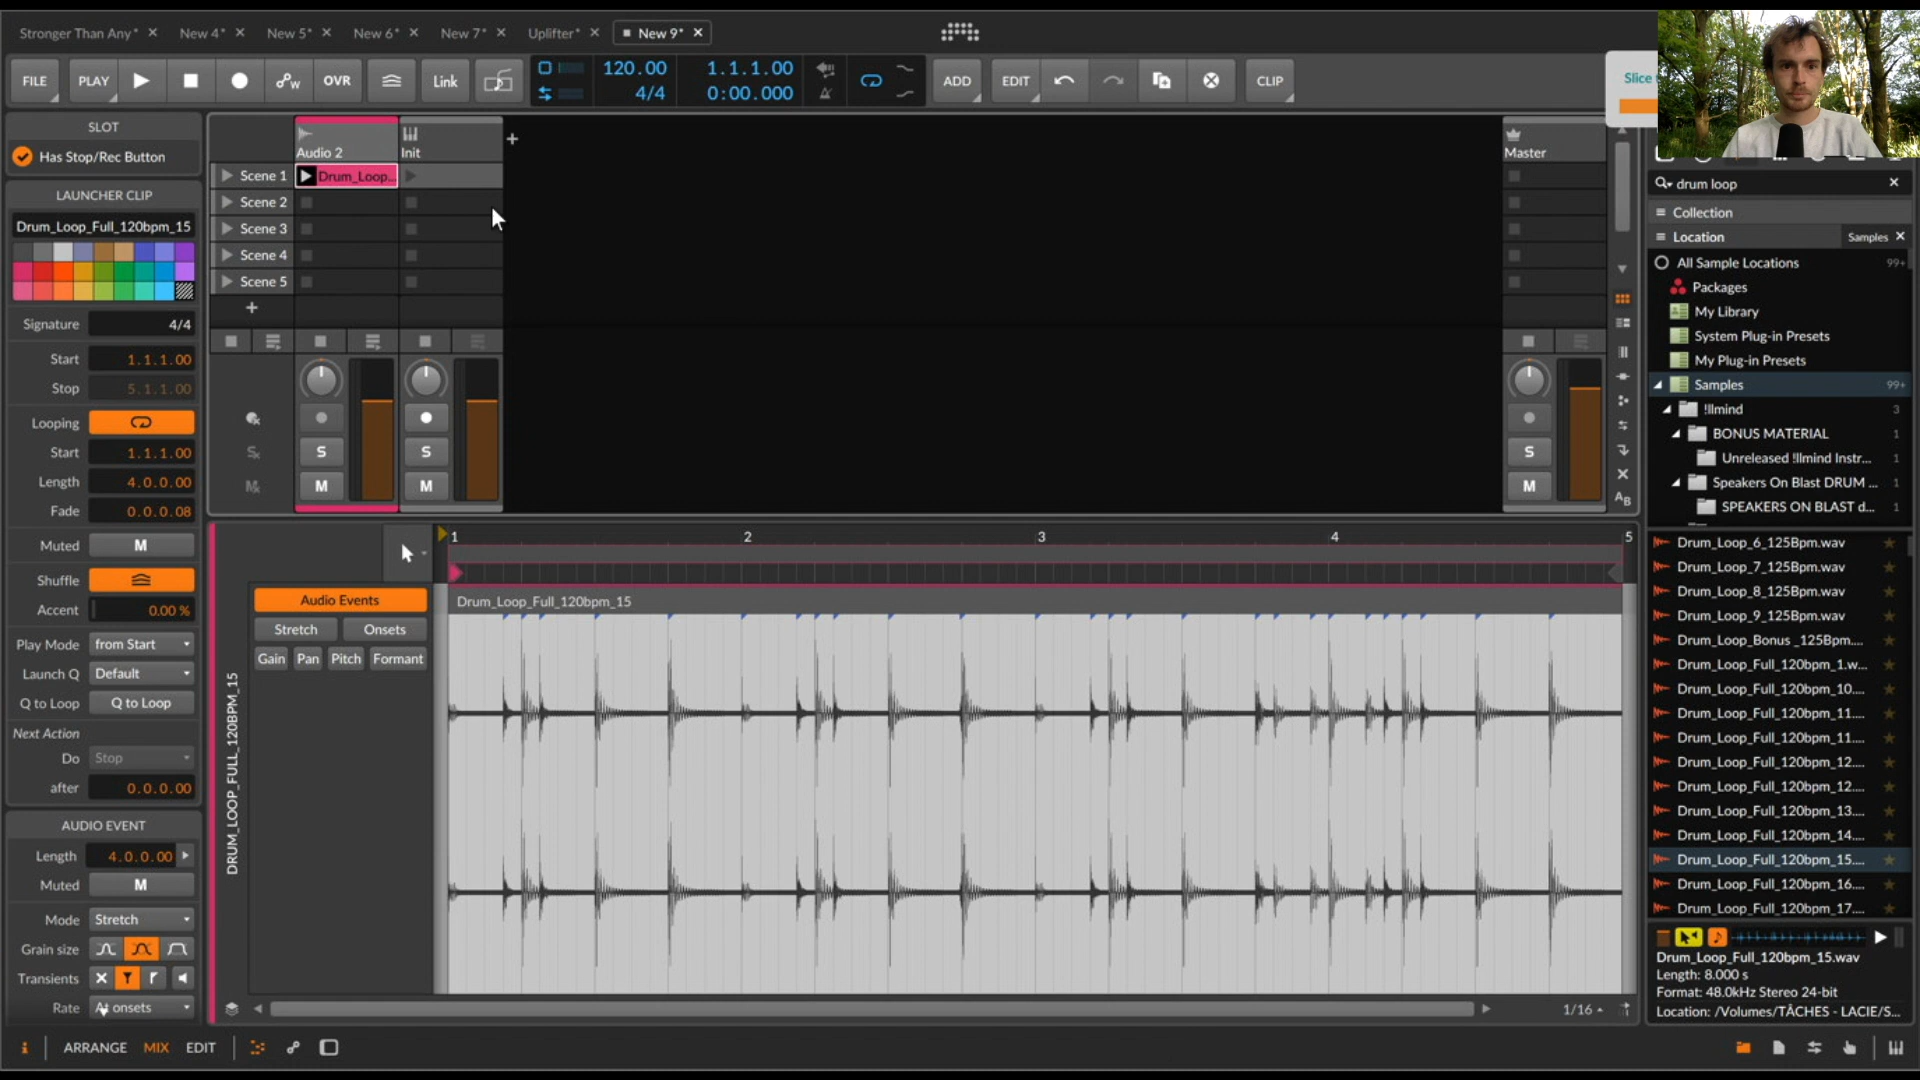 Stronger Than Any* ×
New 4* ×
New 5* ×
New 6* ×
New 7* ×
Uplifter* ×
New 9* ×
FILE
PLAY
OVR
Link
120.00
4/4
1.1.1.00
0:00.000
ADD
EDIT
CLIP
Slice
SLOT
Has Stop/Rec Button
LAUNCHER CLIP
Drum_Loop_Full_120bpm_15
Signature 4/4
Start 1.1.1.00
Stop 5.1.1.00
Looping
Start 1.1.1.00
Length 4.0.0.00
Fade 0.0.0.08
Muted M
Shuffle
Accent 0.00 %
Play Mode from Start
Launch Q Default
Q to Loop Q to Loop
Next Action
Do Stop
after 0.0.0.00
AUDIO EVENT
Length 4.0.0.00
Muted M
Mode Stretch
Grain size
Transients
Rate At onsets
Audio 2
Init
Master
Scene 1
Drum_Loop...
Scene 2
Scene 3
Scene 4
Scene 5
S S S
M M M
1 2 3 4 5
Audio Events
Stretch Onsets
Gain Pan Pitch Formant
Drum_Loop_Full_120bpm_15
DRUM_LOOP_FULL_120BPM_15
1/16
drum loop
Collection
Location
Samples ×
All Sample Locations 99+
Packages
My Library
System Plug-in Presets
My Plug-in Presets
Samples 99+
!llmind 3
BONUS MATERIAL 1
Unreleased !llmind Instr... 1
Speakers On Blast DRUM ... 1
SPEAKERS ON BLAST d... 1
Drum_Loop_6_125Bpm.wav
Drum_Loop_7_125Bpm.wav
Drum_Loop_8_125Bpm.wav
Drum_Loop_9_125Bpm.wav
Drum_Loop_Bonus _125Bpm....
Drum_Loop_Full_120bpm_1.w...
Drum_Loop_Full_120bpm_10....
Drum_Loop_Full_120bpm_11....
Drum_Loop_Full_120bpm_11....
Drum_Loop_Full_120bpm_12....
Drum_Loop_Full_120bpm_12....
Drum_Loop_Full_120bpm_13....
Drum_Loop_Full_120bpm_14....
Drum_Loop_Full_120bpm_15....
Drum_Loop_Full_120bpm_16....
Drum_Loop_Full_120bpm_17....
Drum_Loop_Full_120bpm_15.wav
Length: 8.000 s
Format: 48.0kHz Stereo 24-bit
Location: /Volumes/TÂCHES - LACIE/S...
i
ARRANGE MIX EDIT